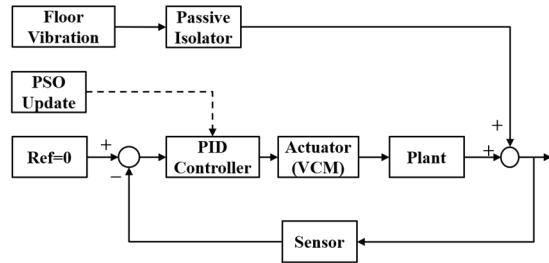 Floor
Vibration
Passive
Isolator
PSO
Update
+
Ref=0
+
−
PID
Controller
Actuator
(VCM)
Plant
+
Sensor